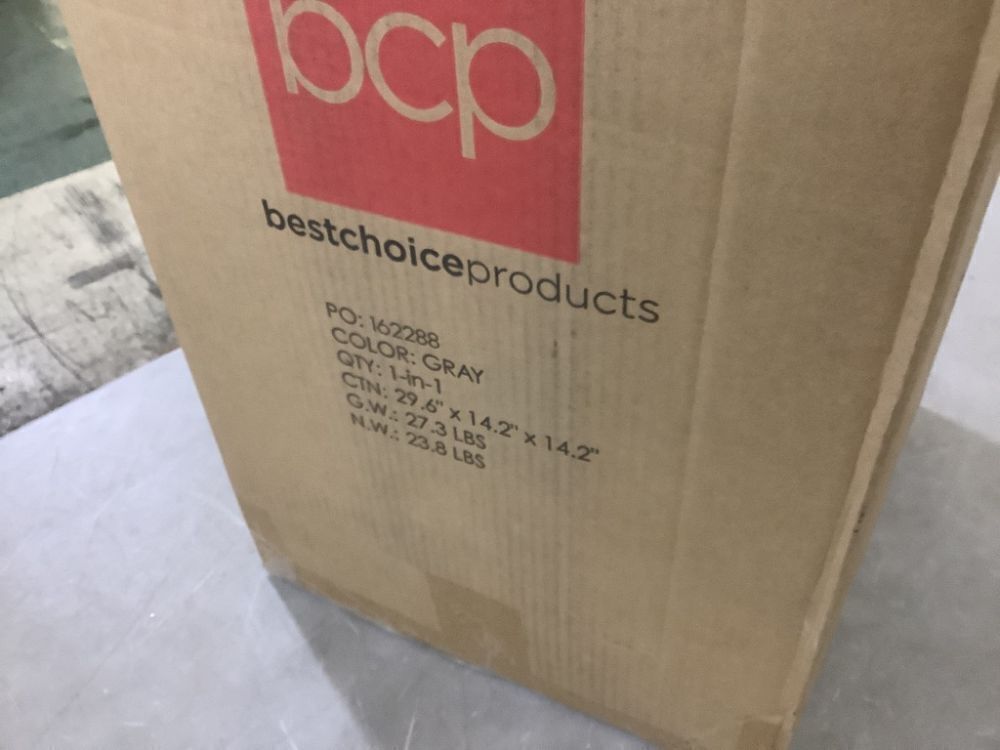 bcp
bestchoiceproducts
PO: 162288
COLOR: GRAY
QTY: 1-in-1
CTN: 29.6" x 14.2" x 14.2"
G.W.: 27.3 LBS
N.W.: 23.8 LBS